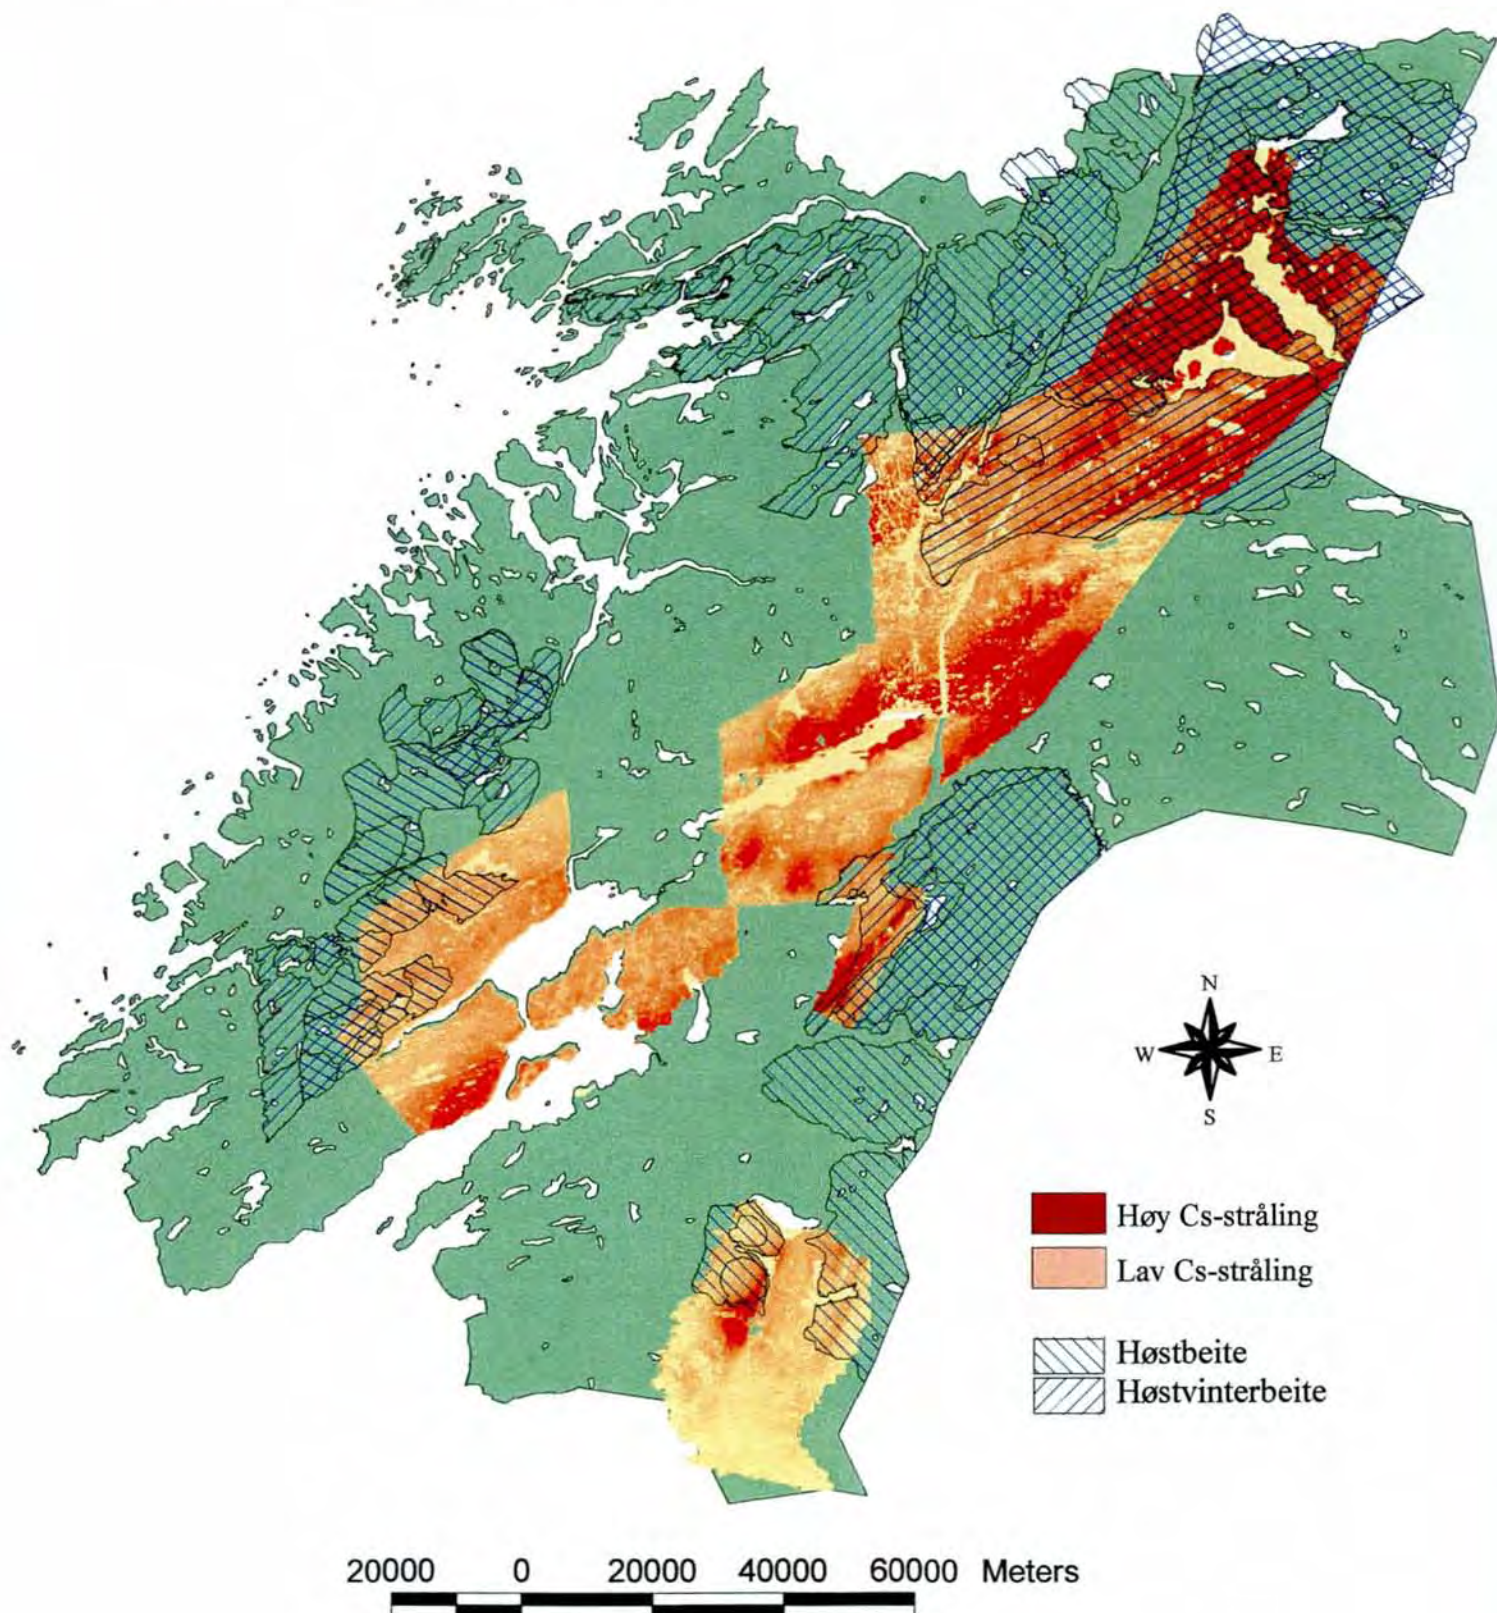 N
W E
S
Høy Cs-stråling
Lav Cs-stråling
Høstbeite
Høstvinterbeite
20000 0 20000 40000 60000 Meters